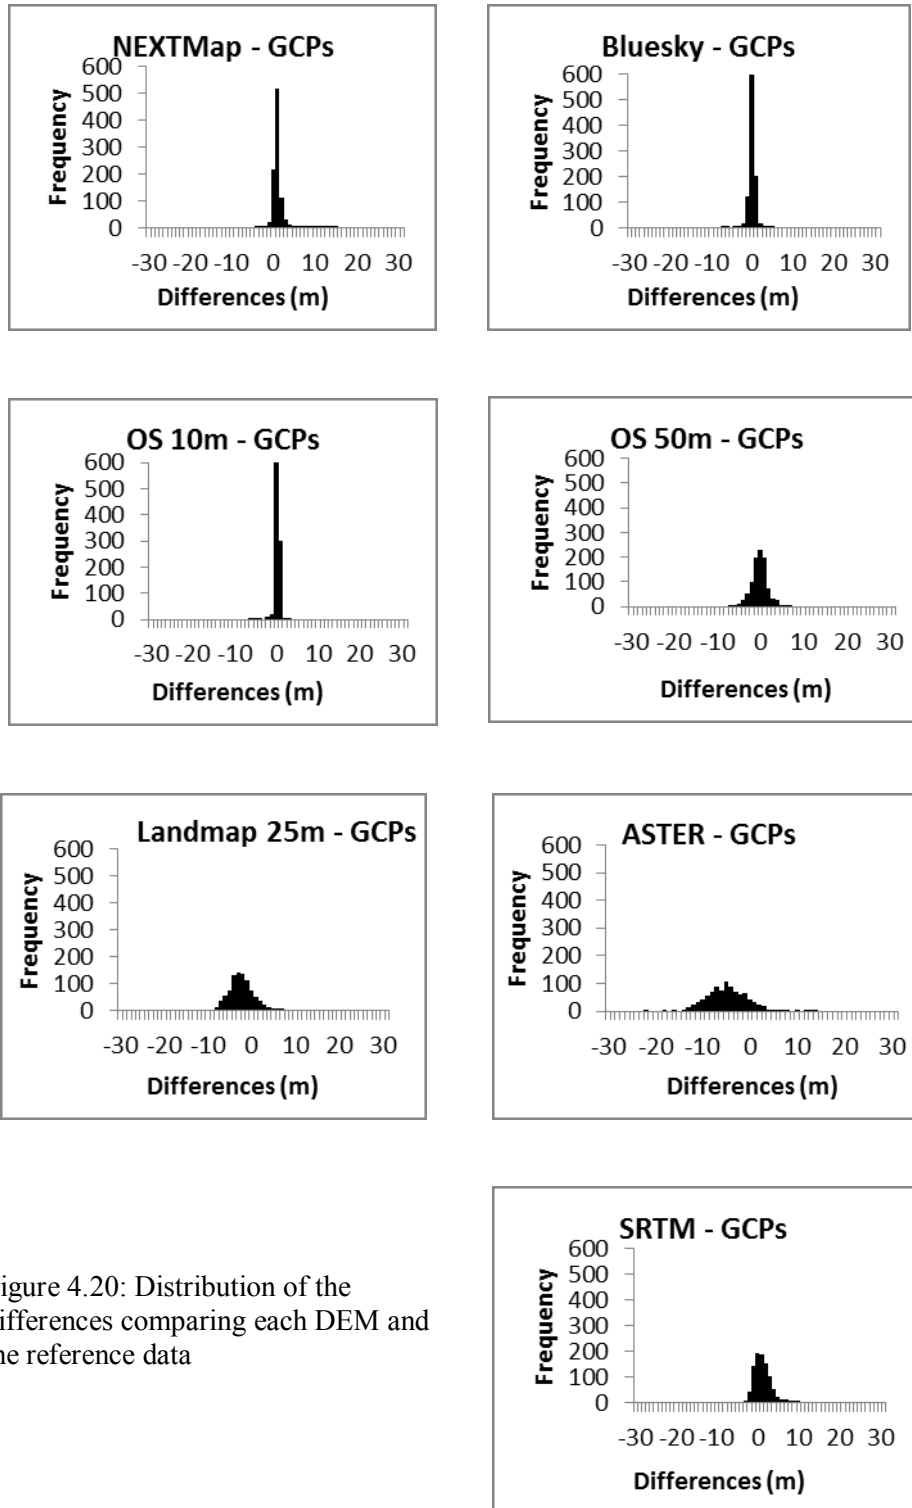 NEXTMap - GCPs
600
500
400
300
200
100
0
Frequency
-30 -20 -10 0 10 20 30
Differences (m)
Bluesky - GCPs
600
500
400
300
200
100
0
Frequency
-30 -20 -10 0 10 20 30
Differences (m)
OS 10m - GCPs
600
500
400
300
200
100
0
Frequency
-30 -20 -10 0 10 20 30
Differences (m)
OS 50m - GCPs
600
500
400
300
200
100
0
Frequency
-30 -20 -10 0 10 20 30
Differences (m)
Landmap 25m - GCPs
600
500
400
300
200
100
0
Frequency
-30 -20 -10 0 10 20 30
Differences (m)
ASTER - GCPs
600
500
400
300
200
100
0
Frequency
-30 -20 -10 0 10 20 30
Differences (m)
igure 4.20: Distribution of the
ifferences comparing each DEM and
he reference data
SRTM - GCPs
600
500
400
300
200
100
0
Frequency
-30 -20 -10 0 10 20 30
Differences (m)